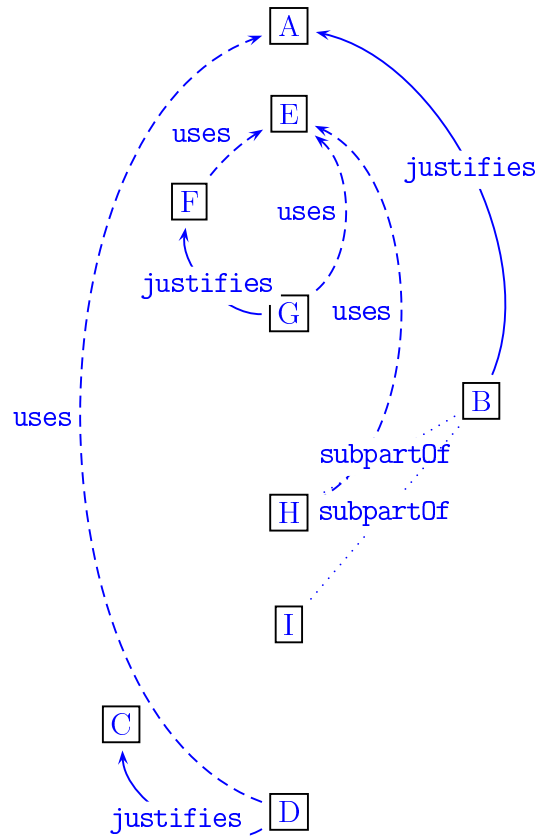 A
E
uses
justifies
F
uses
justifies
G
uses
B
uses
subpartOf
H
subpartOf
I
C
justifies
D